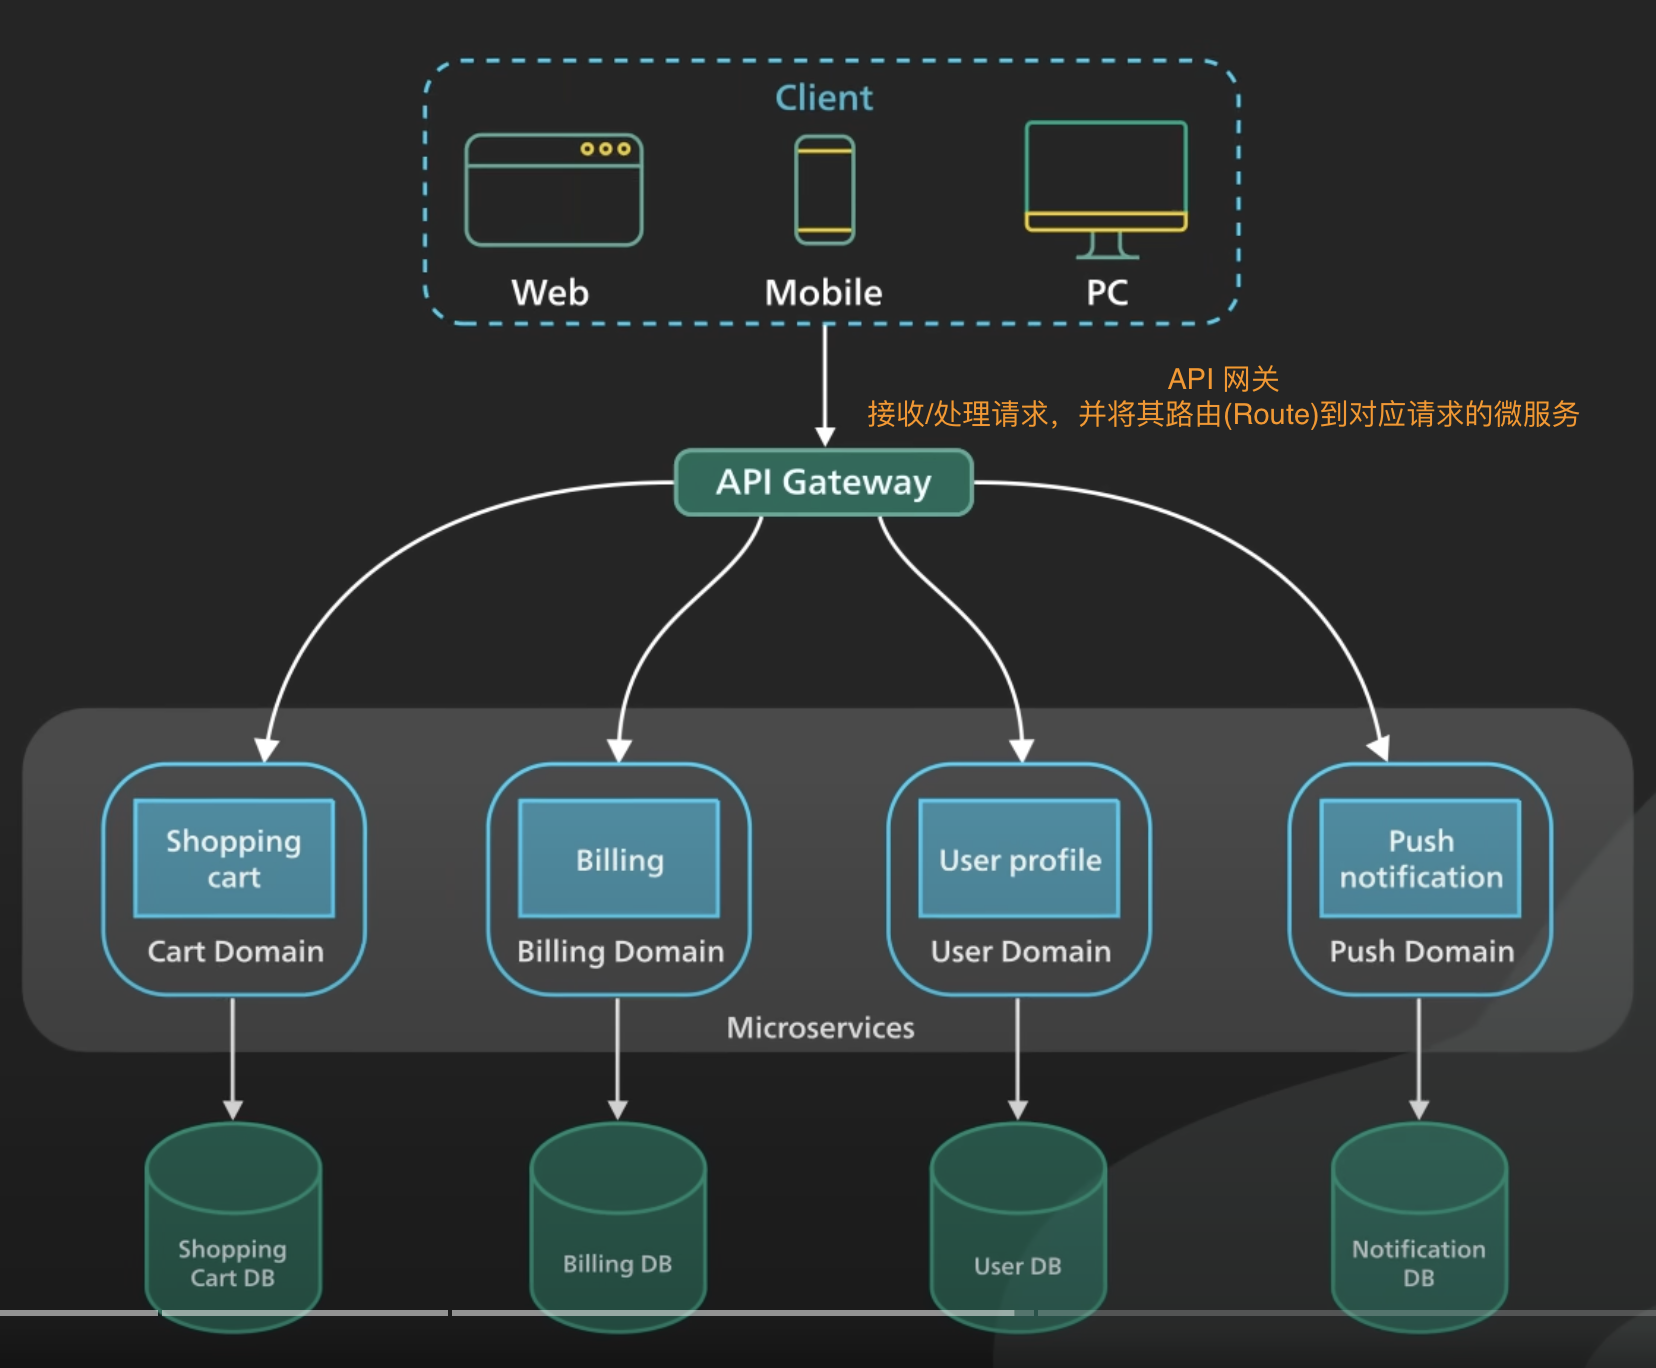 Client
Web
Mobile
PC
API 网关
接收/处理请求，并将其路由(Route)到对应请求的微服务
API Gateway
Shopping
cart
Cart Domain
Billing
Billing Domain
User profile
User Domain
Push
notification
Push Domain
Microservices
Shopping
Cart DB
Billing DB
User DB
Notification
DB